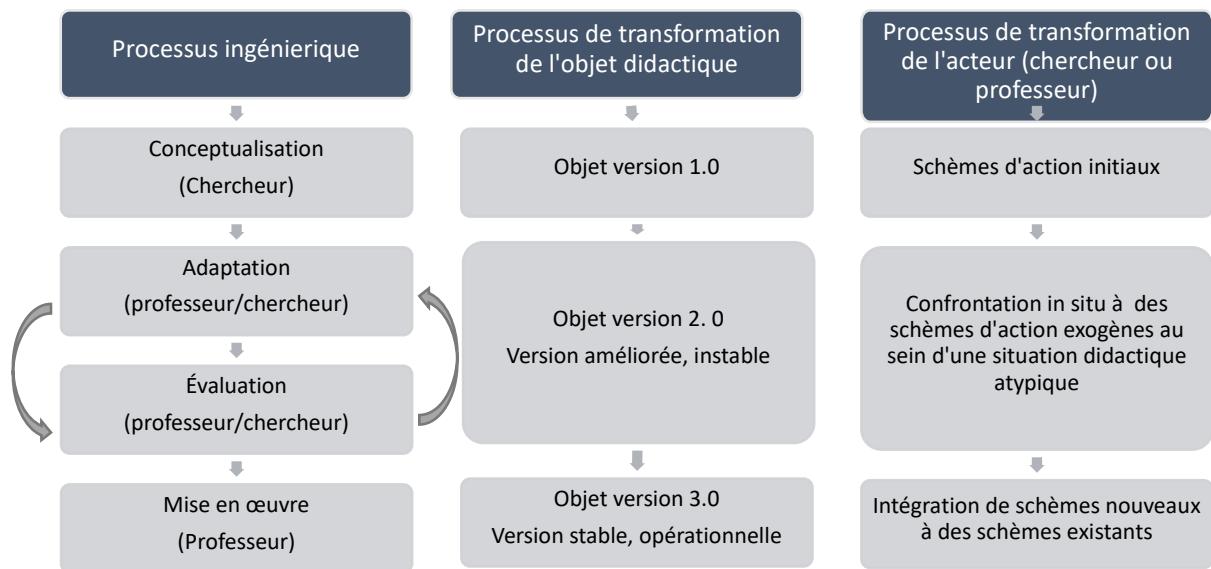 Processus ingénierique
Conceptualisation
(Chercheur)
Adaptation
(professeur/chercheur)
Évaluation
(professeur/chercheur)
Mise en œuvre
(Professeur)
Processus de transformation
de l'objet didactique
Objet version 1.0
Objet version 2. 0
Version améliorée, instable
Objet version 3.0
Version stable, opérationnelle
Processus de transformation
de l'acteur (chercheur ou
professeur)
Schèmes d'action initiaux
Confrontation in situ à  des
schèmes d'action exogènes au
sein d'une situation didactique
atypique
Intégration de schèmes nouveaux
à des schèmes existants